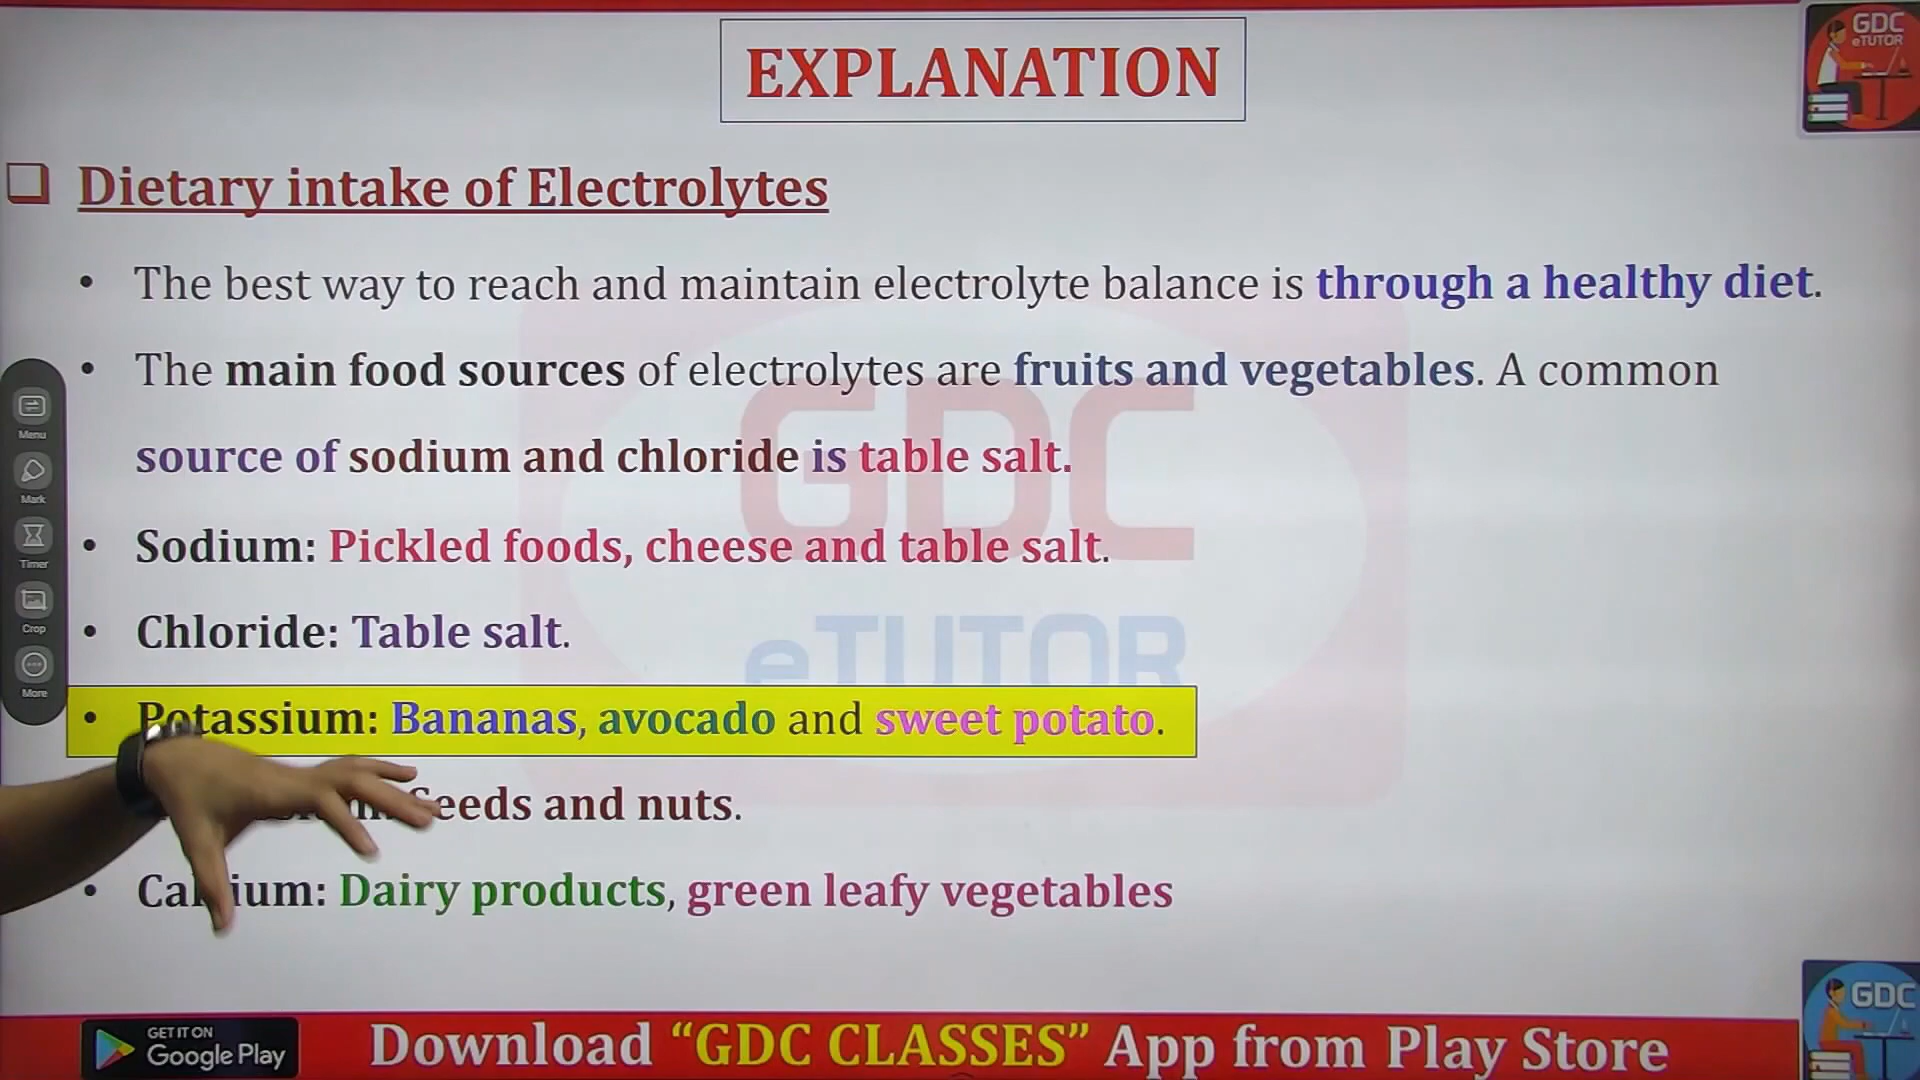 EXPLANATION
GDC
eTUTOR
Dietary intake of Electrolytes
• The best way to reach and maintain electrolyte balance is through a healthy diet.
• The main food sources of electrolytes are fruits and vegetables. A common
source of sodium and chloride is table salt.
• Sodium: Pickled foods, cheese and table salt.
• Chloride: Table salt.
• Potassium: Bananas, avocado and sweet potato.
Seeds and nuts.
• Calcium: Dairy products, green leafy vegetables
GDC
eTUTOR
Menu
Mark
Timer
Crop
More
GET IT ON
Google Play
Download “GDC CLASSES” App from Play Store
GDC